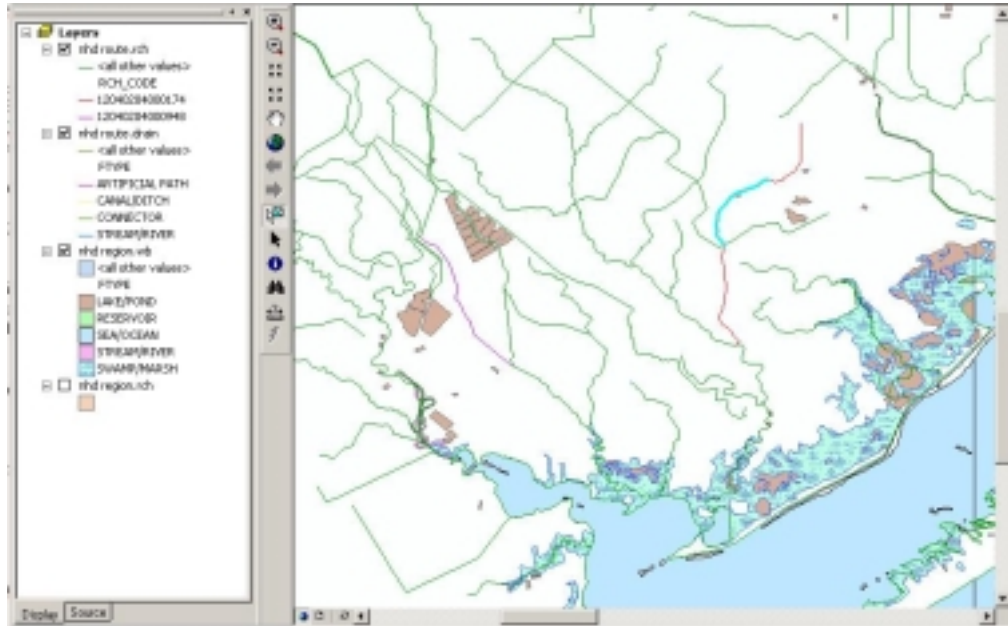 Layers
nhd route.rch
<all other values>
RCH_CODE
12040204000174
12040204000940
nhd route.drain
<all other values>
FTYPE
ARTIFICIAL PATH
CANAL/DITCH
CONNECTOR
STREAM/RIVER
nhd region.wb
<all other values>
FTYPE
LAKE/POND
RESERVOIR
SEA/OCEAN
STREAM/RIVER
SWAMP/MARSH
nhd region.rch
Display
Source